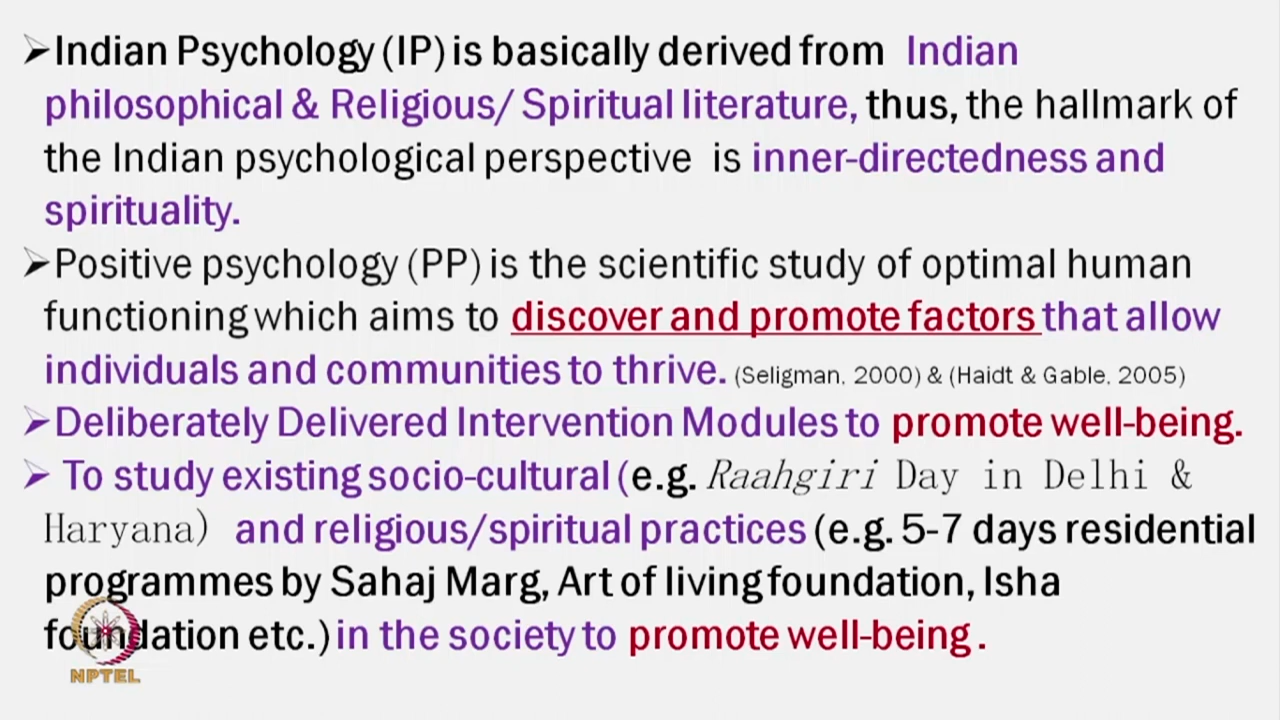 ➢Indian Psychology (IP) is basically derived from Indian
philosophical & Religious/ Spiritual literature, thus, the hallmark of
the Indian psychological perspective is inner-directedness and
spirituality.
➢Positive psychology (PP) is the scientific study of optimal human
functioning which aims to discover and promote factors that allow
individuals and communities to thrive. (Seligman, 2000) & (Haidt & Gable, 2005)
➢Deliberately Delivered Intervention Modules to promote well-being.
➢ To study existing socio-cultural (e.g. Raahgiri Day in Delhi &
Haryana) and religious/spiritual practices (e.g. 5-7 days residential
programmes by Sahaj Marg, Art of living foundation, Isha
foundation etc.) in the society to promote well-being.
NPTEL